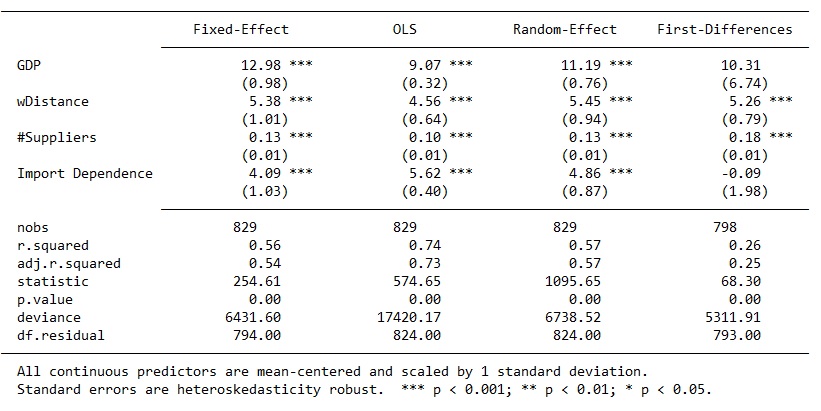 Fixed-Effect OLS Random-Effect First-Differences
GDP 12.98 *** 9.07 *** 11.19 *** 10.31
(0.98) (0.32) (0.76) (6.74)
wDistance 5.38 *** 4.56 *** 5.45 *** 5.26 ***
(1.01) (0.64) (0.94) (0.79)
#Suppliers 0.13 *** 0.10 *** 0.13 *** 0.18 ***
(0.01) (0.01) (0.01) (0.01)
Import Dependence 4.09 *** 5.62 *** 4.86 *** -0.09
(1.03) (0.40) (0.87) (1.98)
nobs 829 829 829 798
r.squared 0.56 0.74 0.57 0.26
adj.r.squared 0.54 0.73 0.57 0.25
statistic 254.61 574.65 1095.65 68.30
p.value 0.00 0.00 0.00 0.00
deviance 6431.60 17420.17 6738.52 5311.91
df.residual 794.00 824.00 824.00 793.00
All continuous predictors are mean-centered and scaled by 1 standard deviation.
Standard errors are heteroskedasticity robust. *** p < 0.001; ** p < 0.01; * p < 0.05.